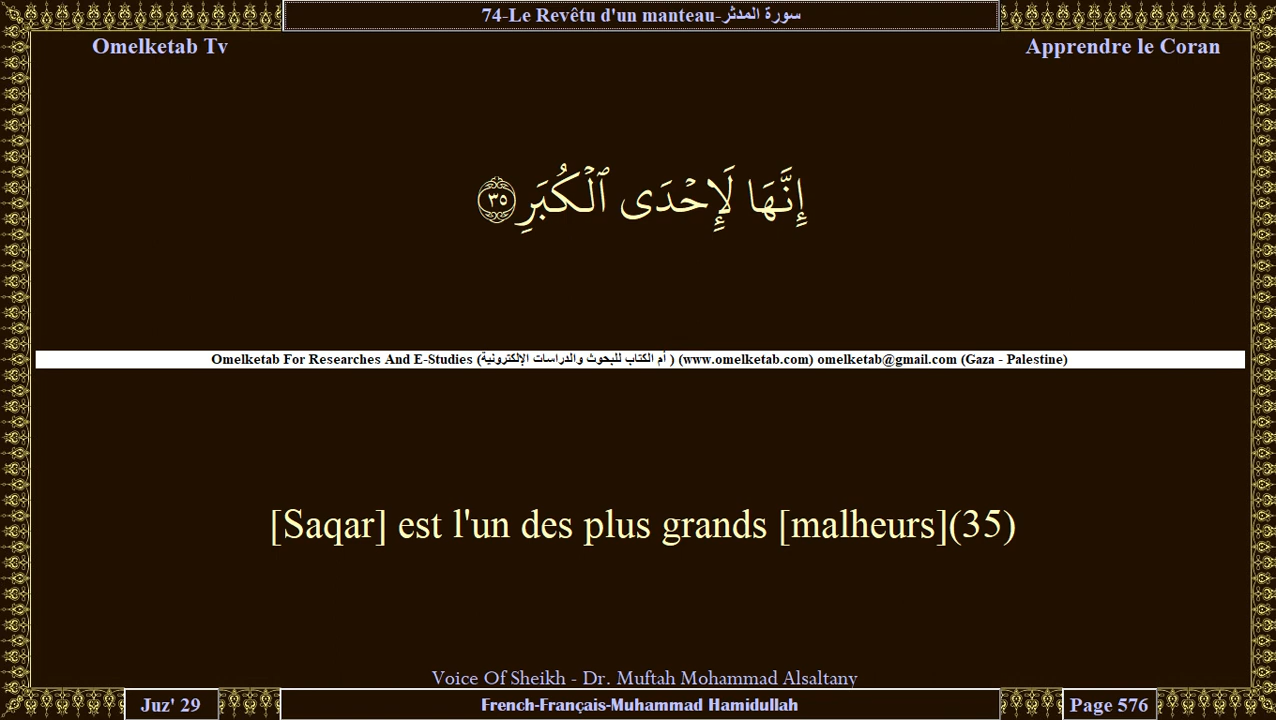 74-Le Revêtu d'un manteau-سورة المدثر
Omelketab Tv
Apprendre le Coran
إِنَّهَا لَإِحۡدَى ٱلۡكُبَرِ ٣٥
Omelketab For Researches And E-Studies (أم الكتاب للبحوث والدراسات الإلكترونية ) (www.omelketab.com) omelketab@gmail.com (Gaza - Palestine)
[Saqar] est l'un des plus grands [malheurs](35)
Voice Of Sheikh - Dr. Muftah Mohammad Alsaltany
Juz' 29
French-Français-Muhammad Hamidullah
Page 576